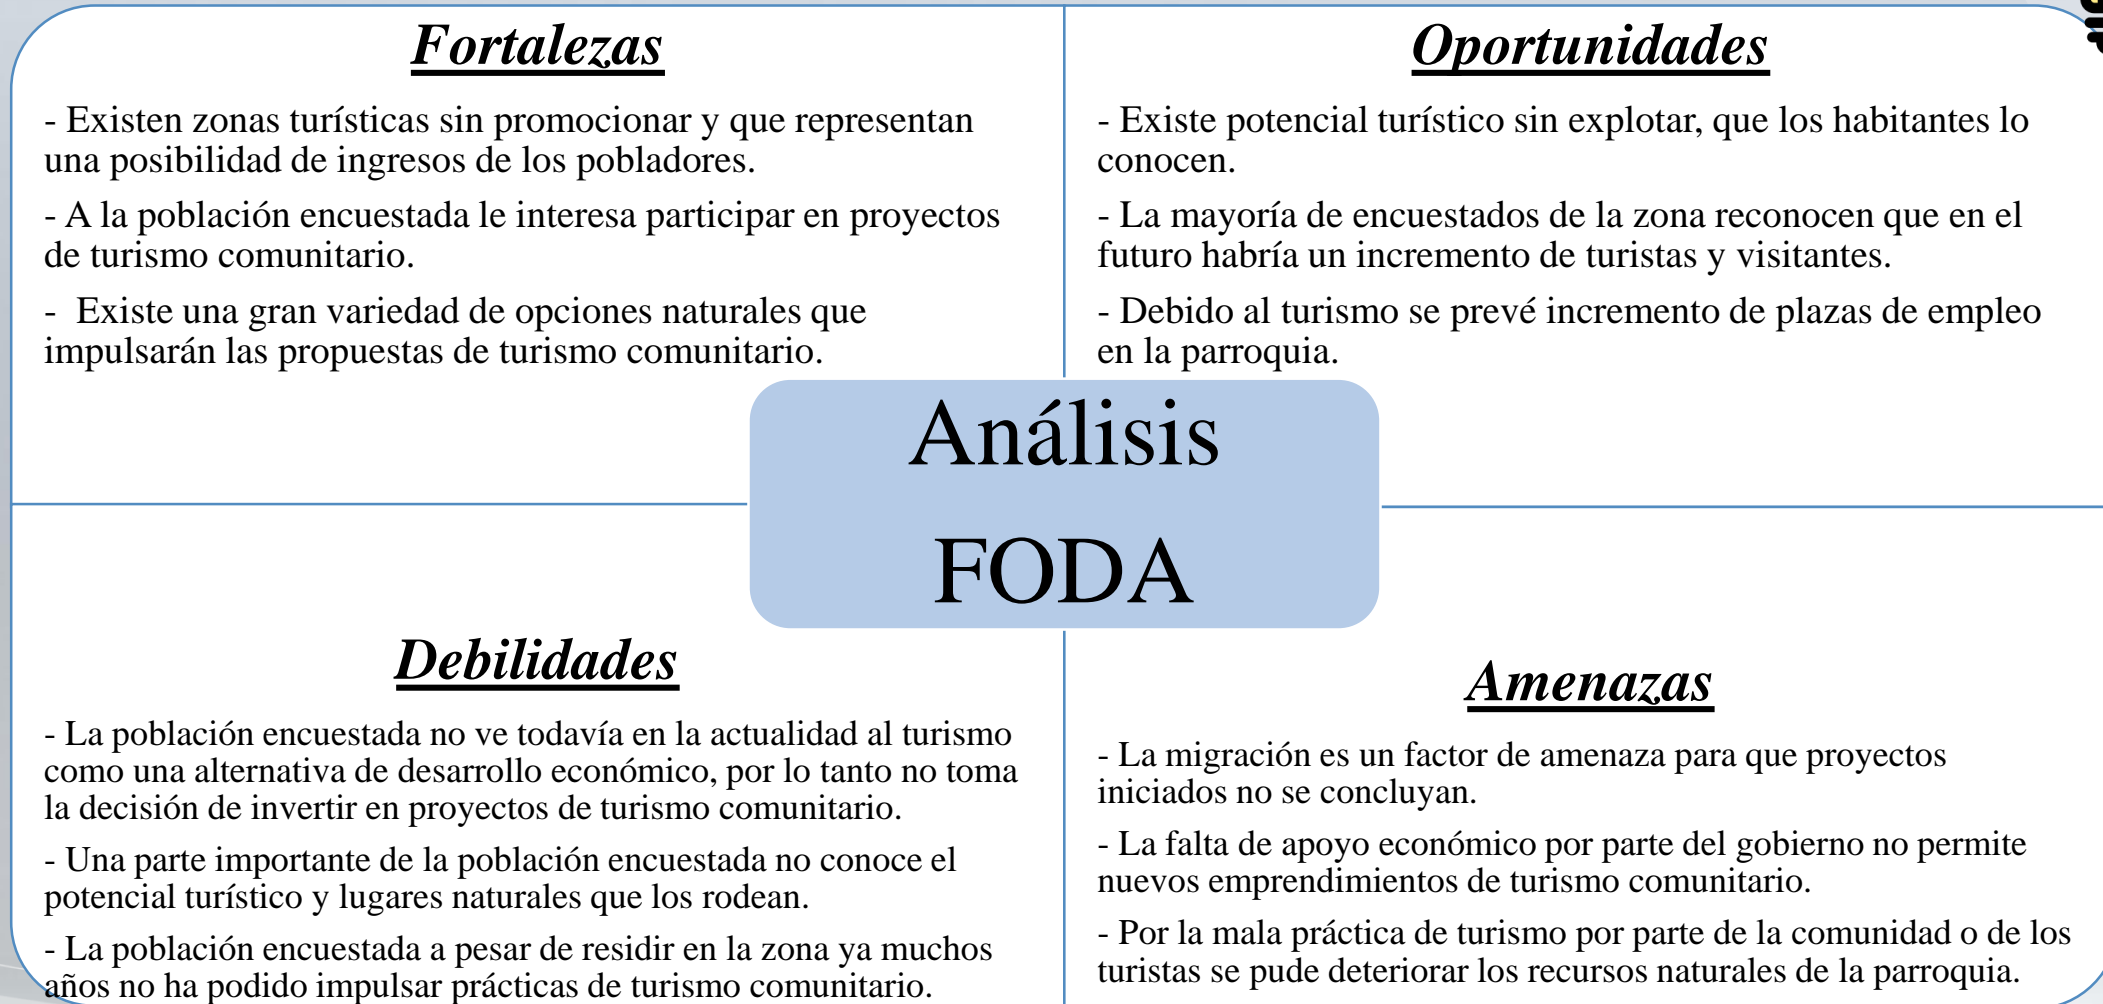 Fortalezas
- Existen zonas turísticas sin promocionar y que representan
una posibilidad de ingresos de los pobladores.
- A la población encuestada le interesa participar en proyectos
de turismo comunitario.
- Existe una gran variedad de opciones naturales que
impulsarán las propuestas de turismo comunitario.
Oportunidades
- Existe potencial turístico sin explotar, que los habitantes lo
conocen.
- La mayoría de encuestados de la zona reconocen que en el
futuro habría un incremento de turistas y visitantes.
- Debido al turismo se prevé incremento de plazas de empleo
en la parroquia.
Análisis
FODA
Debilidades
- La población encuestada no ve todavía en la actualidad al turismo
como una alternativa de desarrollo económico, por lo tanto no toma
la decisión de invertir en proyectos de turismo comunitario.
- Una parte importante de la población encuestada no conoce el
potencial turístico y lugares naturales que los rodean.
- La población encuestada a pesar de residir en la zona ya muchos
años no ha podido impulsar prácticas de turismo comunitario.
Amenazas
- La migración es un factor de amenaza para que proyectos
iniciados no se concluyan.
- La falta de apoyo económico por parte del gobierno no permite
nuevos emprendimientos de turismo comunitario.
- Por la mala práctica de turismo por parte de la comunidad o de los
turistas se pude deteriorar los recursos naturales de la parroquia.